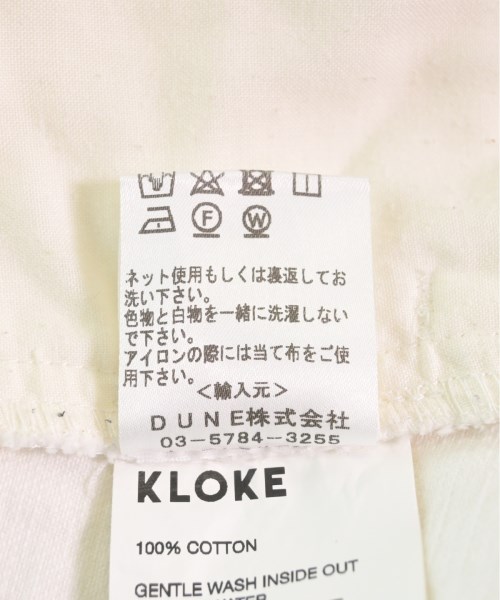 F W
ネット使用もしくは裏返してお
洗い下さい。
色物と白物を一緒に洗濯しない
で下さい。
アイロンの際には当て布をご使
用下さい。
＜輸入元＞
DUNE株式会社
03-5784-3255
KLOKE
100% COTTON
GENTLE WASH INSIDE OUT
WATER